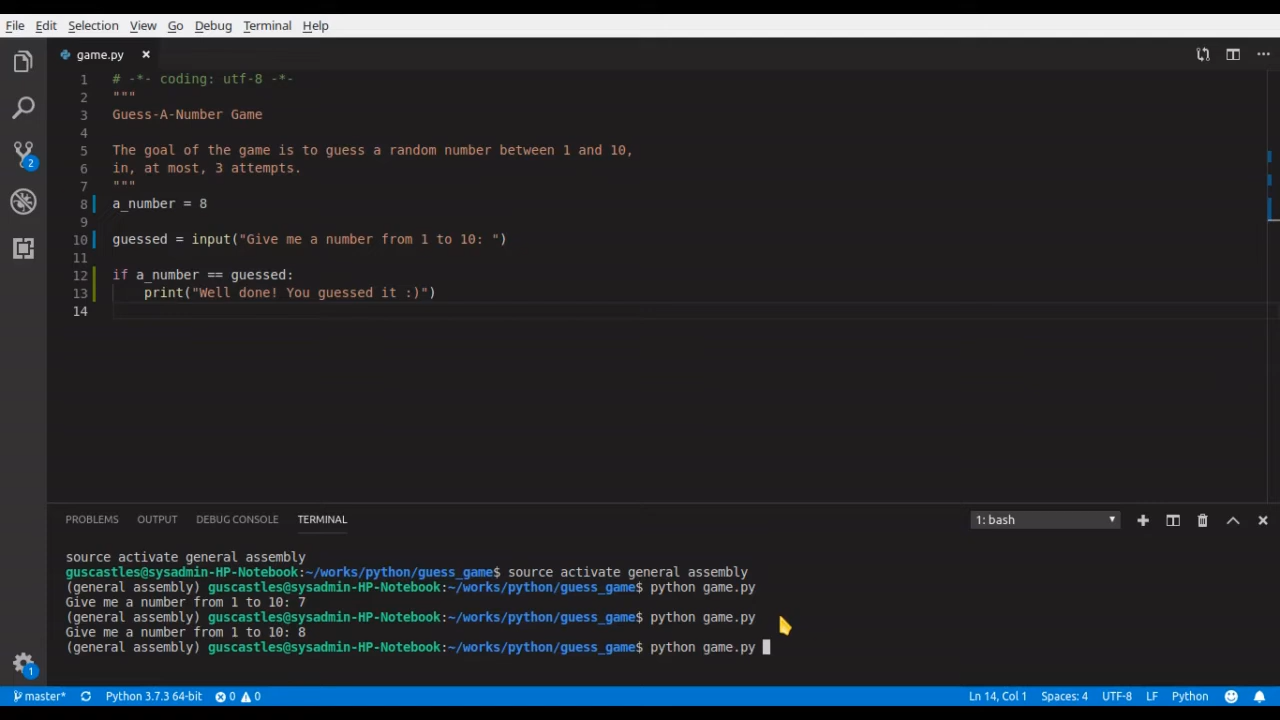 File Edit Selection View Go Debug Terminal Help
game.py
1 # -*- coding: utf-8 -*-
2 """
3 Guess-A-Number Game
4
5 The goal of the game is to guess a random number between 1 and 10,
6 in, at most, 3 attempts.
7 """
8 a_number = 8
9
10 guessed = input("Give me a number from 1 to 10: ")
11
12 if a_number == guessed:
13 print("Well done! You guessed it :)")
14
2
PROBLEMS OUTPUT DEBUG CONSOLE TERMINAL 1: bash
source activate general assembly
guscastles@sysadmin-HP-Notebook:~/works/python/guess_game$ source activate general assembly
(general assembly) guscastles@sysadmin-HP-Notebook:~/works/python/guess_game$ python game.py
Give me a number from 1 to 10: 7
(general assembly) guscastles@sysadmin-HP-Notebook:~/works/python/guess_game$ python game.py
Give me a number from 1 to 10: 8
(general assembly) guscastles@sysadmin-HP-Notebook:~/works/python/guess_game$ python game.py
1
master* Python 3.7.3 64-bit 0 0 Ln 14, Col 1 Spaces: 4 UTF-8 LF Python